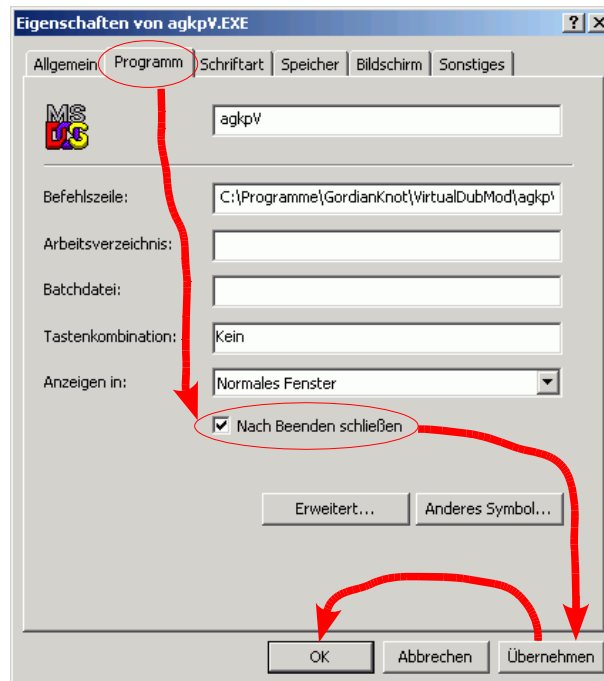 Eigenschaften von agkpV.EXE
Allgemein Programm Schriftart Speicher Bildschirm Sonstiges
MS
DOS
agkpV
Befehlszeile: C:\Programme\GordianKnot\VirtualDubMod\agkpV
Arbeitsverzeichnis:
Batchdatei:
Tastenkombination: Kein
Anzeigen in: Normales Fenster
Nach Beenden schließen
Erweitert... Anderes Symbol...
OK Abbrechen Übernehmen